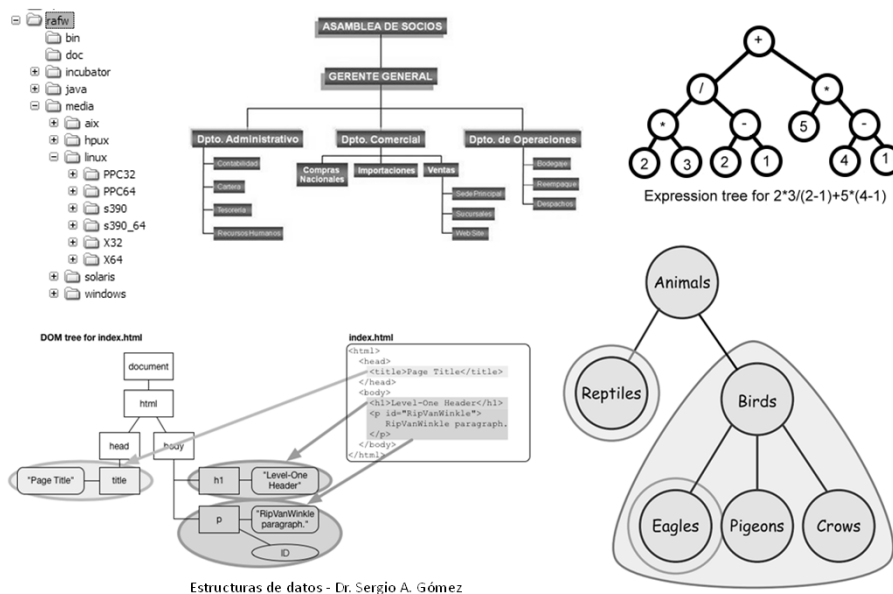 rafw
bin
doc
incubator
java
media
aix
hpux
linux
PPC32
PPC64
s390
s390_64
X32
X64
solaris
windows
ASAMBLEA DE SOCIOS
GERENTE GENERAL
Dpto. Administrativo
Dpto. Comercial
Dpto. de Operaciones
Contabilidad
Cartera
Tesorería
Recursos Humanos
Compras
Nacionales
Importaciones
Ventas
Sede Principal
Sucursales
Web Site
Bodegaje
Reempaque
Despachos
+
/
*
*
-
5
-
2
3
2
1
4
1
Expression tree for 2*3/(2-1)+5*(4-1)
DOM tree for index.html
document
html
head
body
"Page Title"
title
h1
"Level-One
Header"
p
"RipVanWinkle
paragraph."
ID
index.html
<html>
<head>
<title>Page Title</title>
</head>
<body>
<h1>Level-One Header</h1>
<p id="RipVanWinkle">
RipVanWinkle paragraph.
</p>
</body>
</html>
Animals
Reptiles
Birds
Eagles
Pigeons
Crows
Estructuras de datos - Dr. Sergio A. Gómez